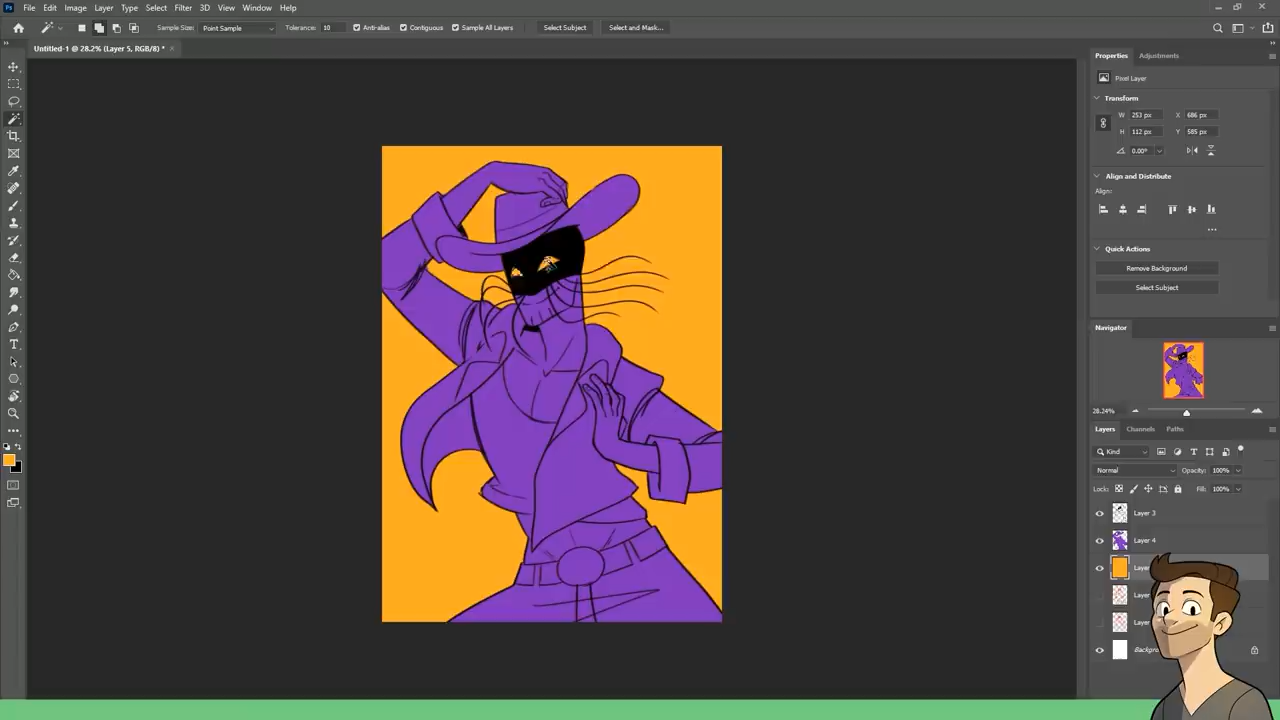 Ps File Edit Image Layer Type Select Filter 3D View Window Help
Sample Size: Point Sample Tolerance: 10 Anti-alias Contiguous Sample All Layers Select Subject Select and Mask...
Untitled-1 @ 28.2% (Layer 5, RGB/8) * ×
Properties Adjustments
Pixel Layer
Transform
W 253 px X 686 px
H 112 px Y 585 px
0.00°
Align and Distribute
Align:
...
Quick Actions
Remove Background
Select Subject
Navigator
28.24%
Layers Channels Paths
Kind
Normal Opacity: 100%
Lock: Fill: 100%
Layer 3
Layer 4
Layer
Layer
Layer